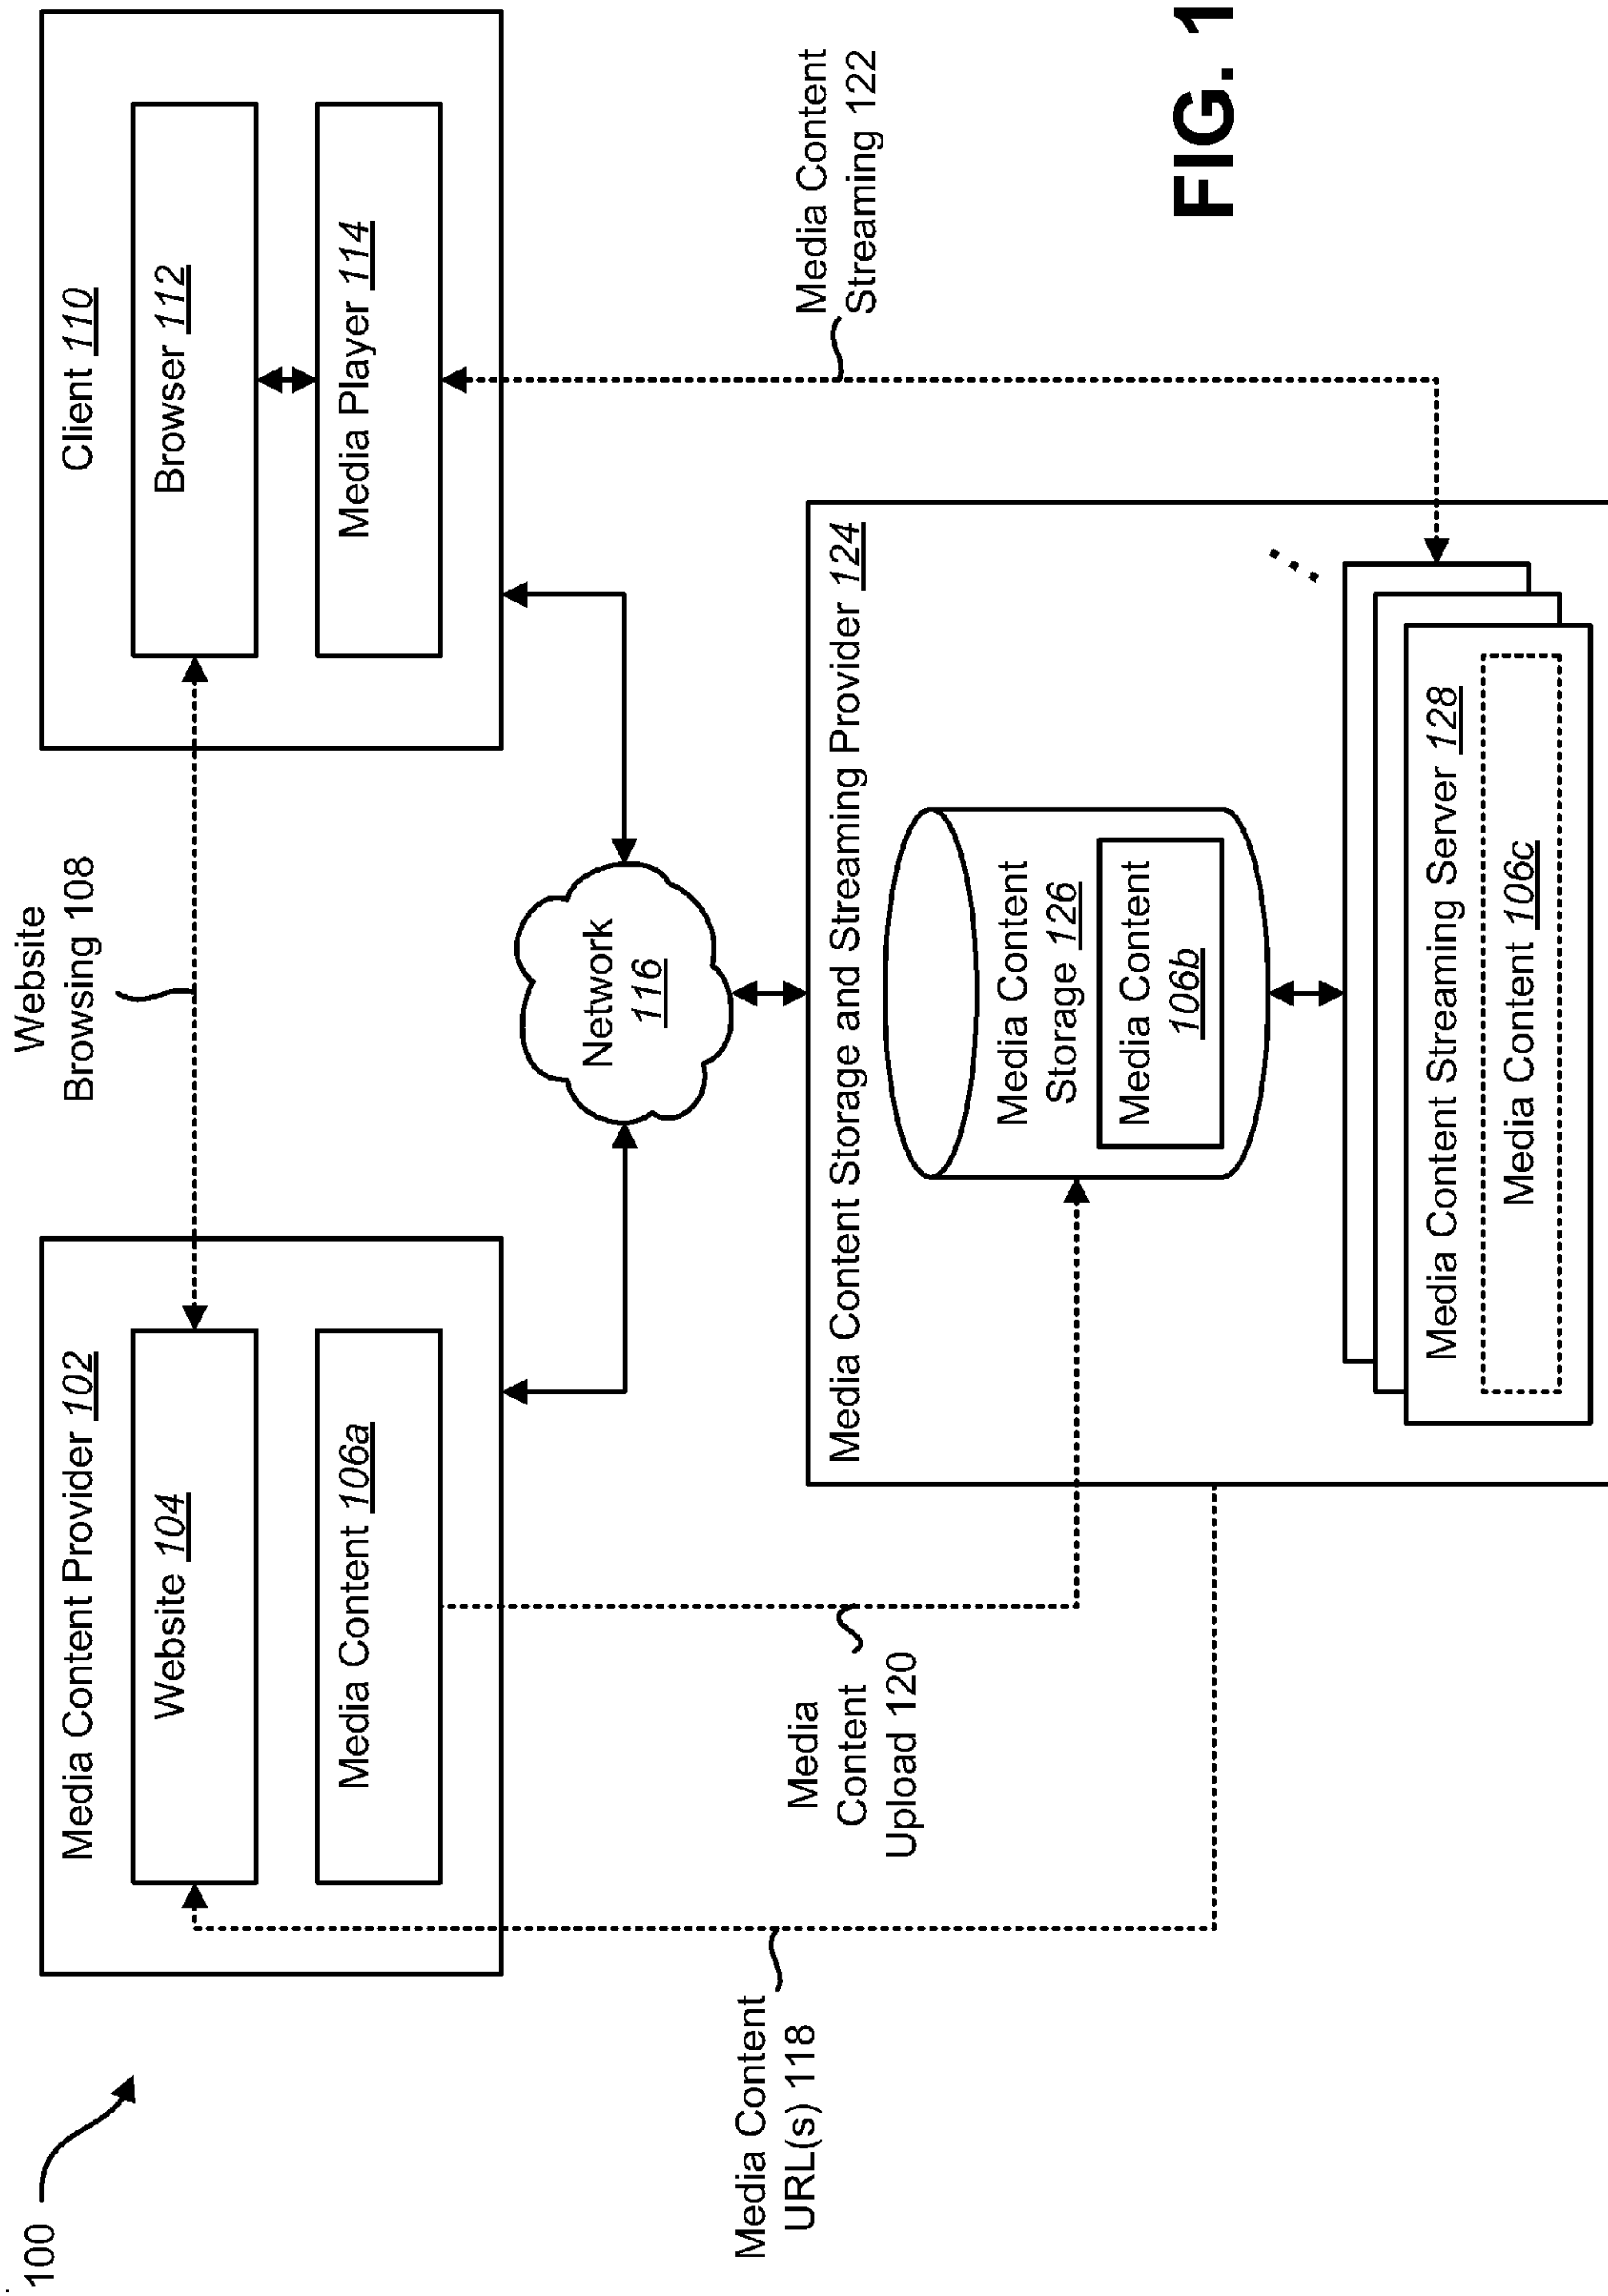 100
Media Content Provider 102
Website 104
Media Content 106a
Website
Browsing 108
Client 110
Browser 112
Media Player 114
Network
116
Media Content
URL(s) 118
Media
Content
Upload 120
Media Content
Streaming 122
Media Content Storage and Streaming Provider 124
Media Content
Storage 126
Media Content
106b
Media Content Streaming Server 128
Media Content 106c
FIG. 1